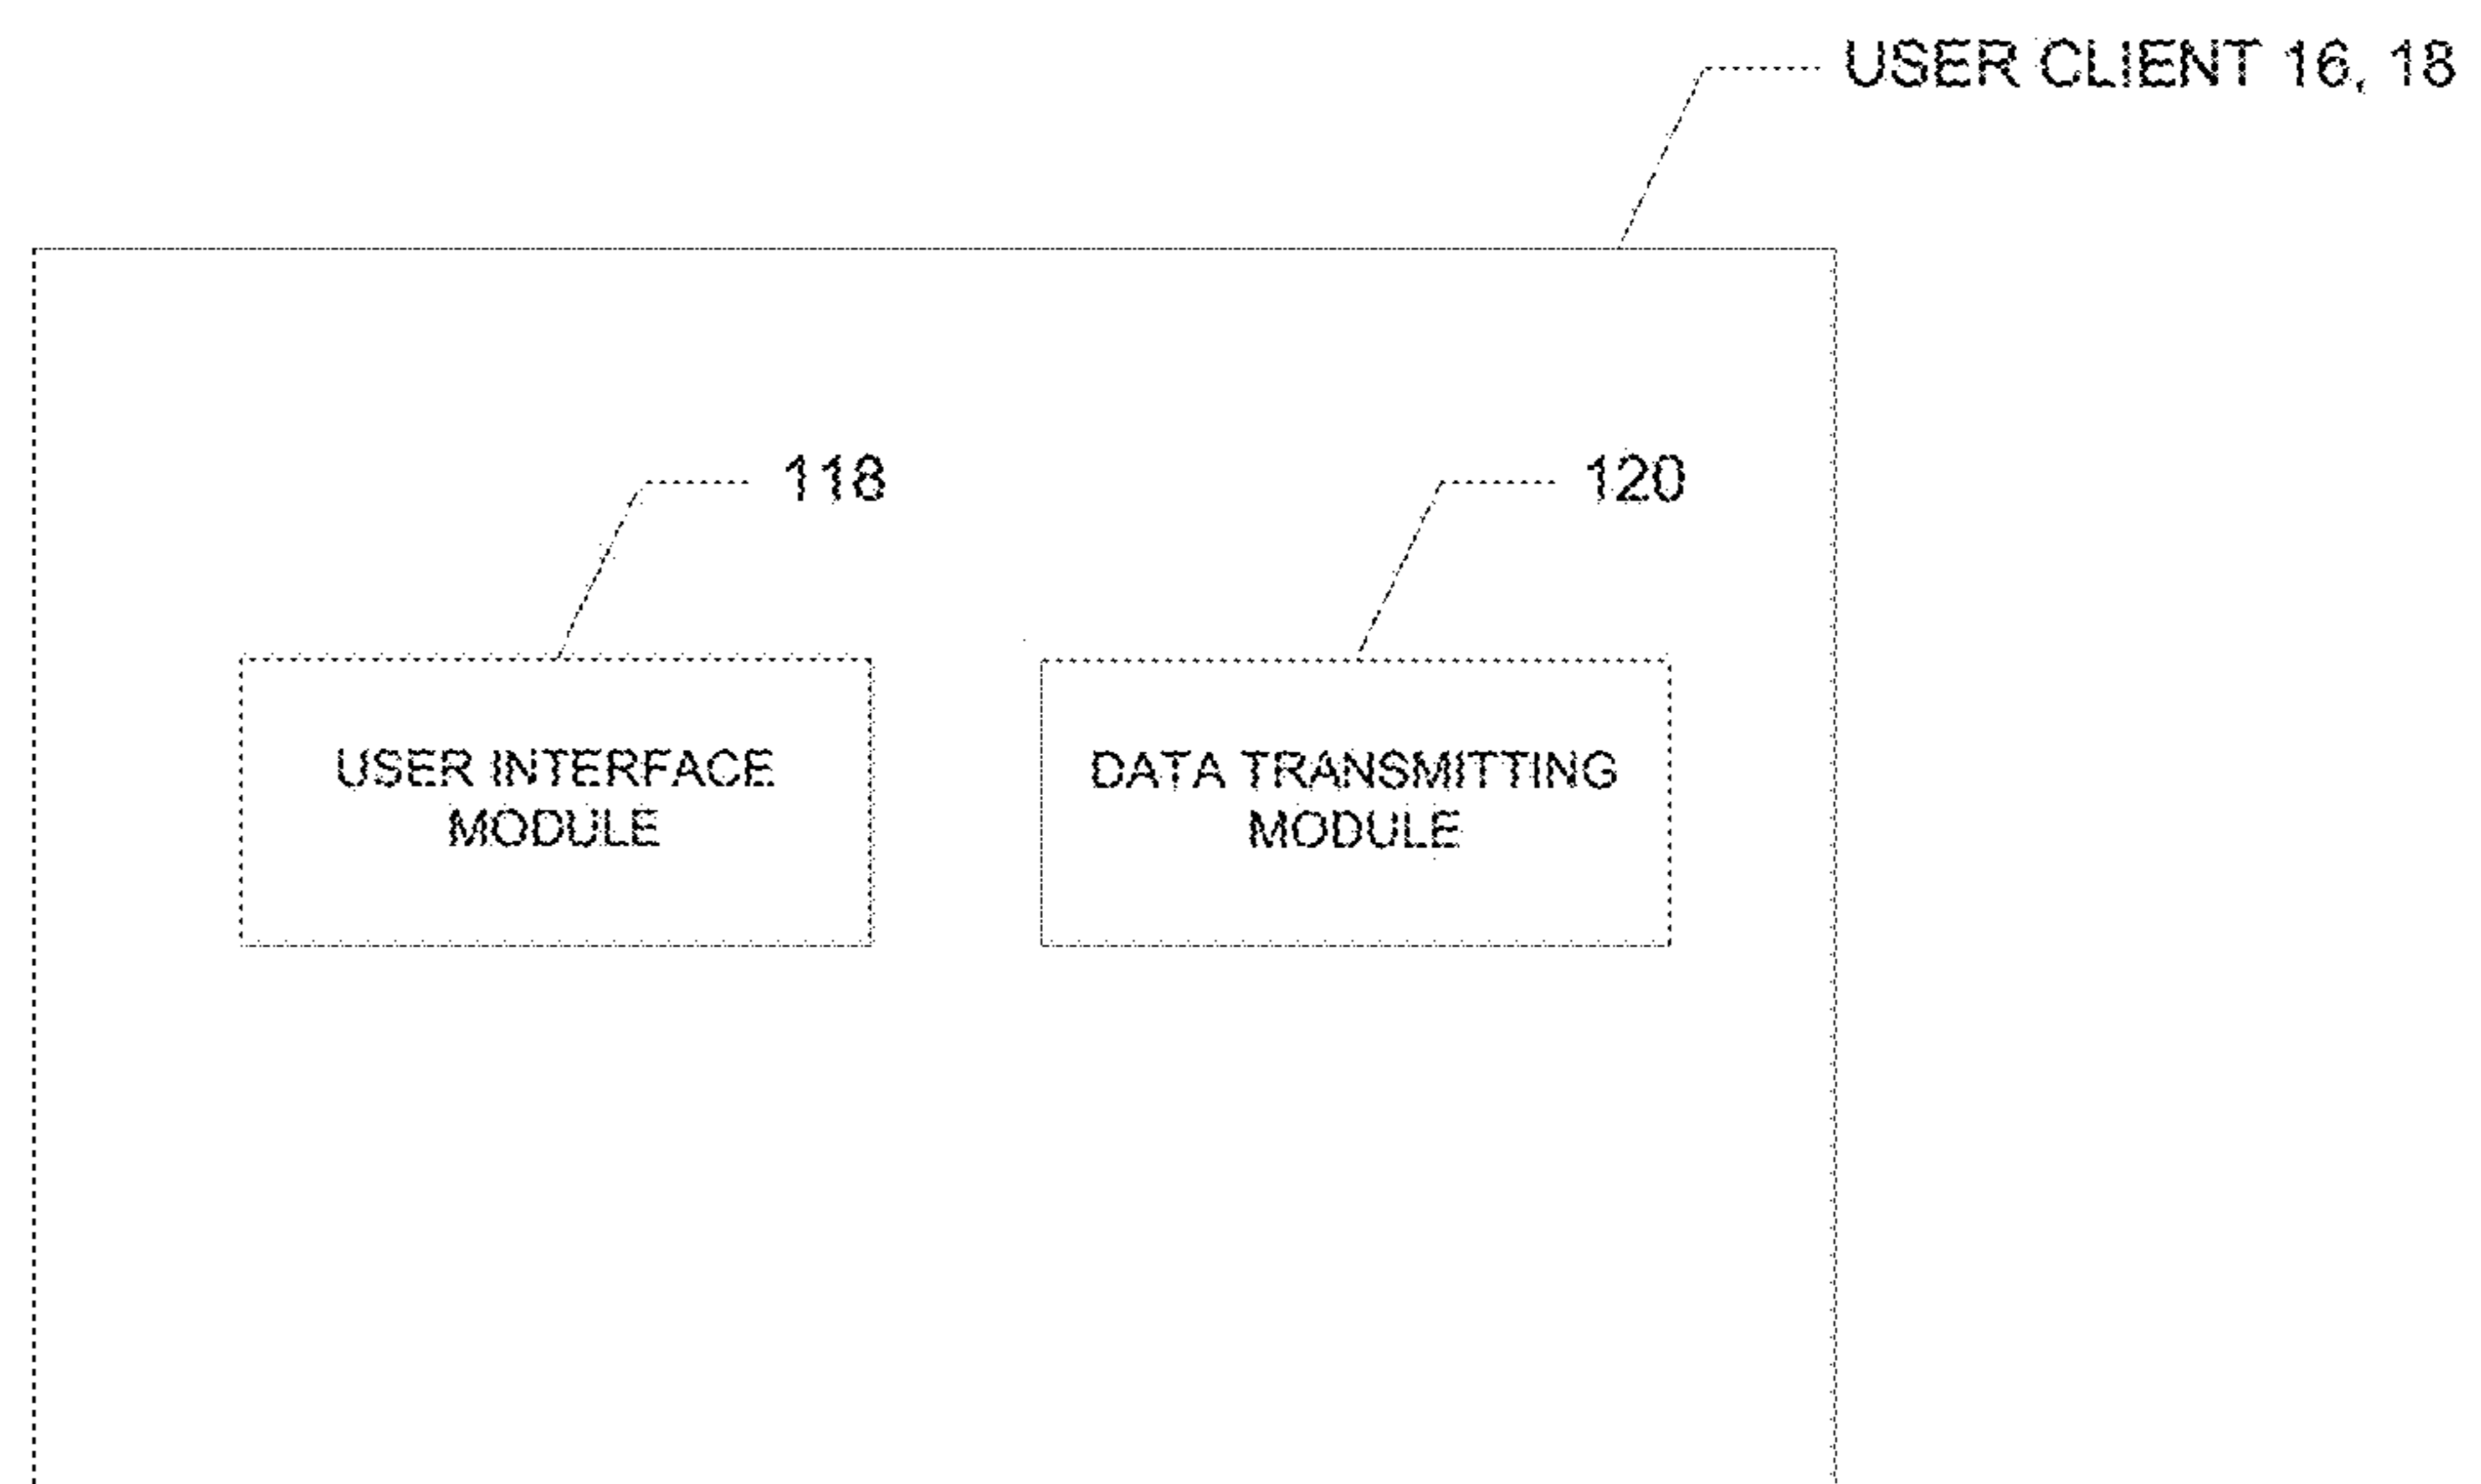 USER CLIENT 16, 18
118
120
USER INTERFACE
MODULE
DATA TRANSMITTING
MODULE